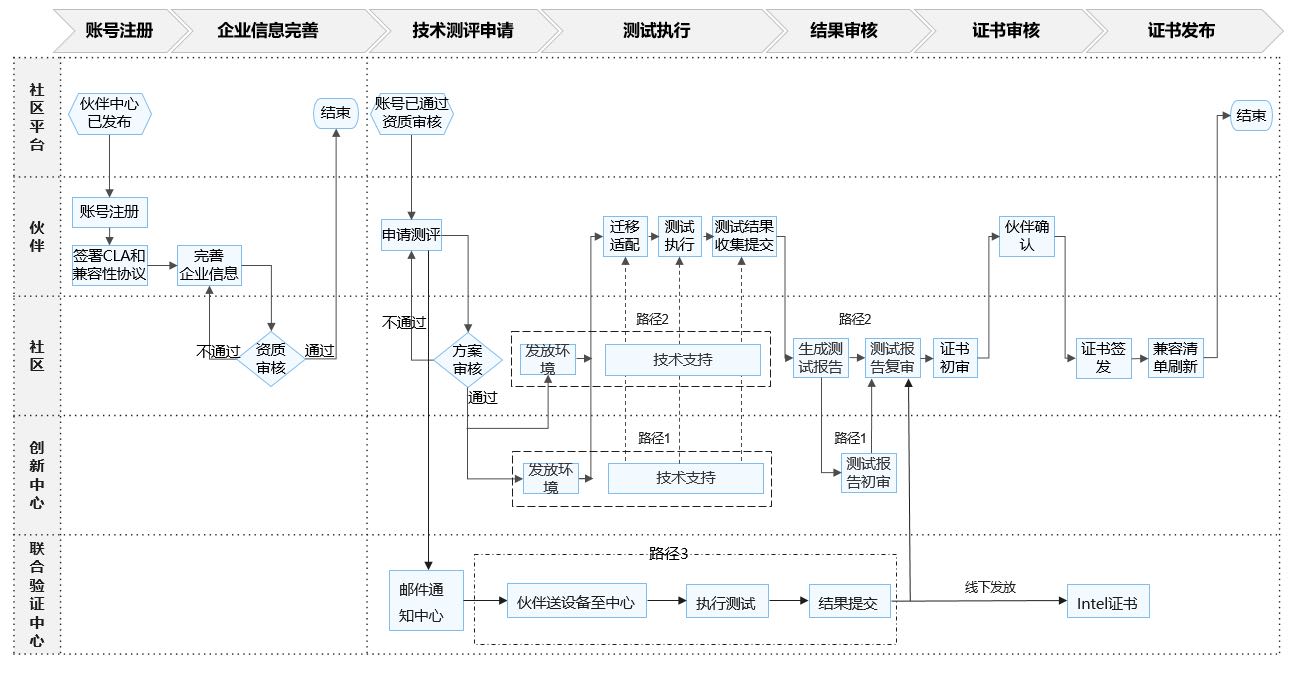 账号注册
企业信息完善
技术测评申请
测试执行
结果审核
证书审核
证书发布
社区平台
伙伴中心
已发布
结束
账号已通过
资质审核
结束
伙伴
账号注册
签署CLA和
兼容性协议
完善
企业信息
申请测评
迁移
适配
测试
执行
测试结果
收集提交
伙伴确
认
社区
不通过
资质
审核
通过
不通过
方案
审核
通过
路径2
发放环
境
技术支持
路径2
生成测
试报告
测试报
告复审
证书
初审
证书签
发
兼容清
单刷新
创新中心
路径1
发放环
境
技术支持
路径1
测试报
告初审
联合验证中心
邮件通
知中心
路径3
伙伴送设备至中心
执行测试
结果提交
线下发放
Intel证书